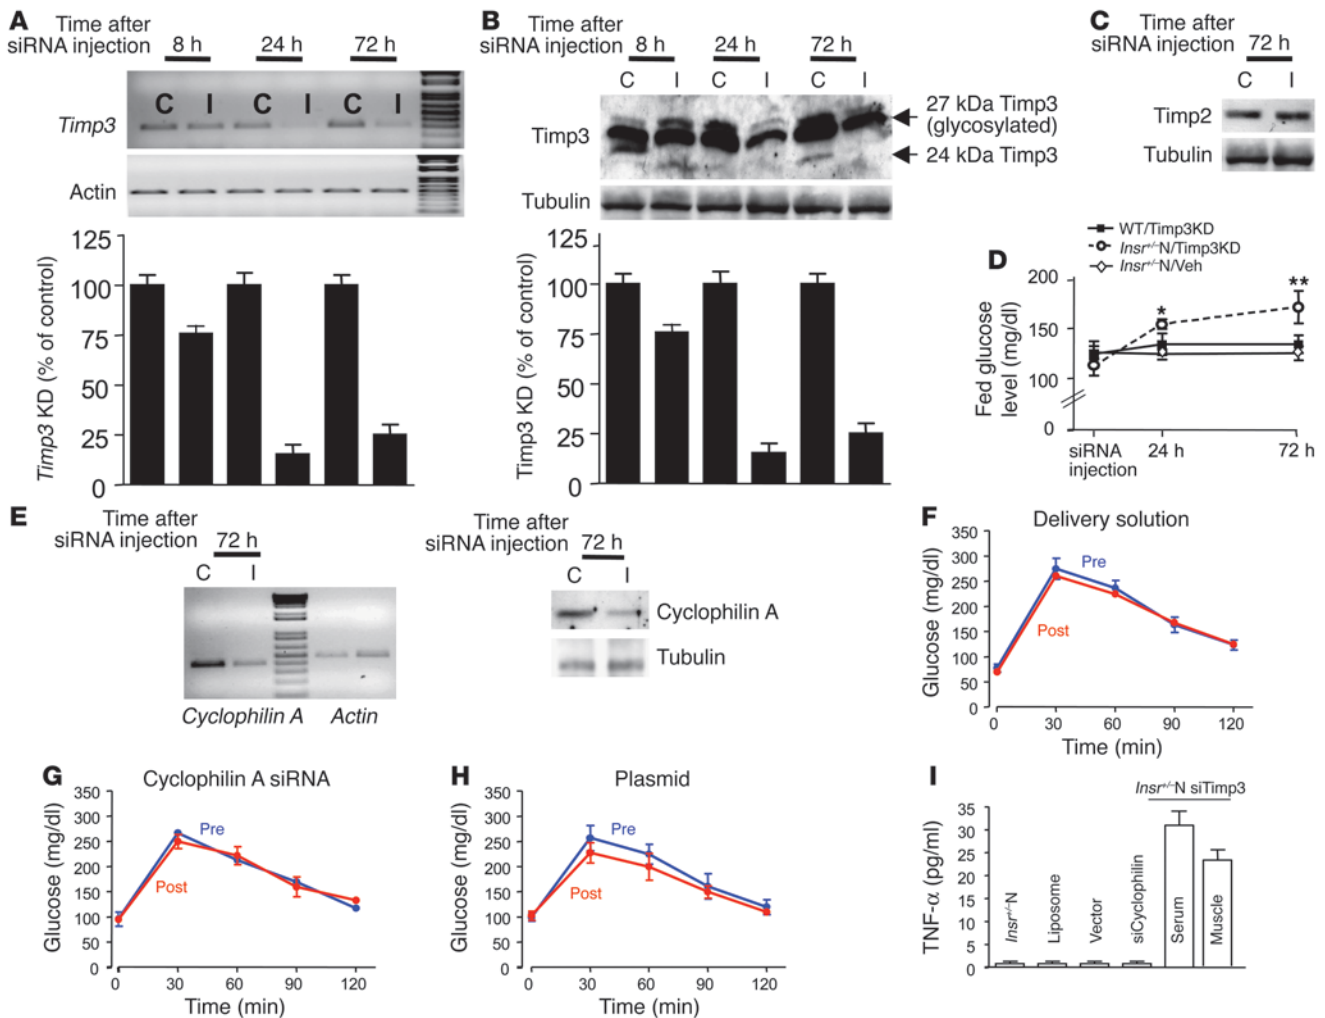 A
Time after
siRNA injection
8 h
24 h
72 h
C I C I C I
Timp3
Actin
125
100
75
50
25
0
Timp3 KD (% of control)
B
Time after
siRNA injection
8 h
24 h
72 h
C I C I C I
Timp3
27 kDa Timp3
(glycosylated)
24 kDa Timp3
Tubulin
125
100
75
50
25
0
Timp3 KD (% of control)
C
Time after
siRNA injection
72 h
C I
Timp2
Tubulin
D
WT/Timp3KD
Insr+/–N/Timp3KD
Insr+/–N/Veh
200
150
100
0
Fed glucose
level (mg/dl)
*
**
siRNA
injection
24 h
72 h
E
Time after
siRNA injection
72 h
C I
Cyclophilin A
Actin
Time after
siRNA injection
72 h
C I
Cyclophilin A
Tubulin
F
Delivery solution
350
300
250
200
150
100
50
0
Glucose (mg/dl)
Pre
Post
0 30 60 90 120
Time (min)
G
Cyclophilin A siRNA
350
300
250
200
150
100
50
0
Glucose (mg/dl)
Pre
Post
0 30 60 90 120
Time (min)
H
Plasmid
350
300
250
200
150
100
50
0
Glucose (mg/dl)
Pre
Post
0 30 60 90 120
Time (min)
I
Insr+/–N siTimp3
35
30
25
20
15
10
5
0
TNF-α (pg/ml)
Insr+/–N
Liposome
Vector
siCyclophilin
Serum
Muscle